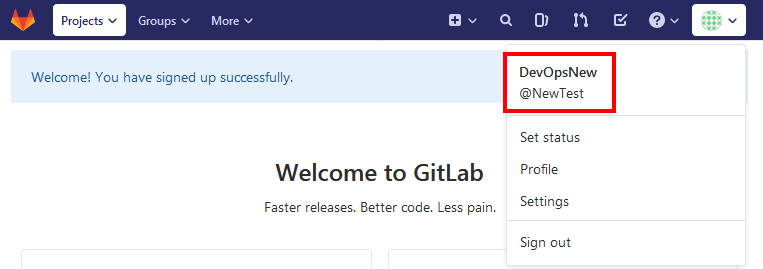 Projects Groups More
Welcome! You have signed up successfully.
DevOpsNew
@NewTest
Set status
Profile
Settings
Sign out
Welcome to GitLab
Faster releases. Better code. Less pain.